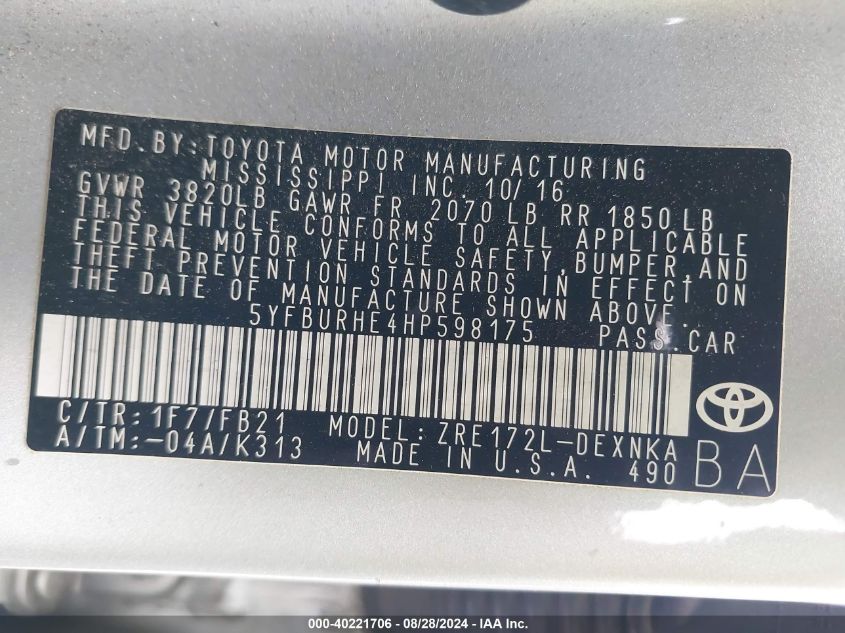 MFD. BY: TOYOTA MOTOR MANUFACTURING
MISSISSIPPI INC. 10/16
GVWR 3820LB GAWR FR 2070 LB RR 1850 LB
THIS VEHICLE CONFORMS TO ALL APPLICABLE
FEDERAL MOTOR VEHICLE SAFETY, BUMPER, AND
THEFT PREVENTION STANDARDS IN EFFECT ON
THE DATE OF MANUFACTURE SHOWN ABOVE.
5YFBURHE4HP598175 PASS. CAR
C/TR: 1F7/FB21 MODEL: ZRE172L-DEXNKA
A/TM: -04A/K313 MADE IN U.S.A. 490 BA
000-40221706 - 08/28/2024 - IEA Inc.